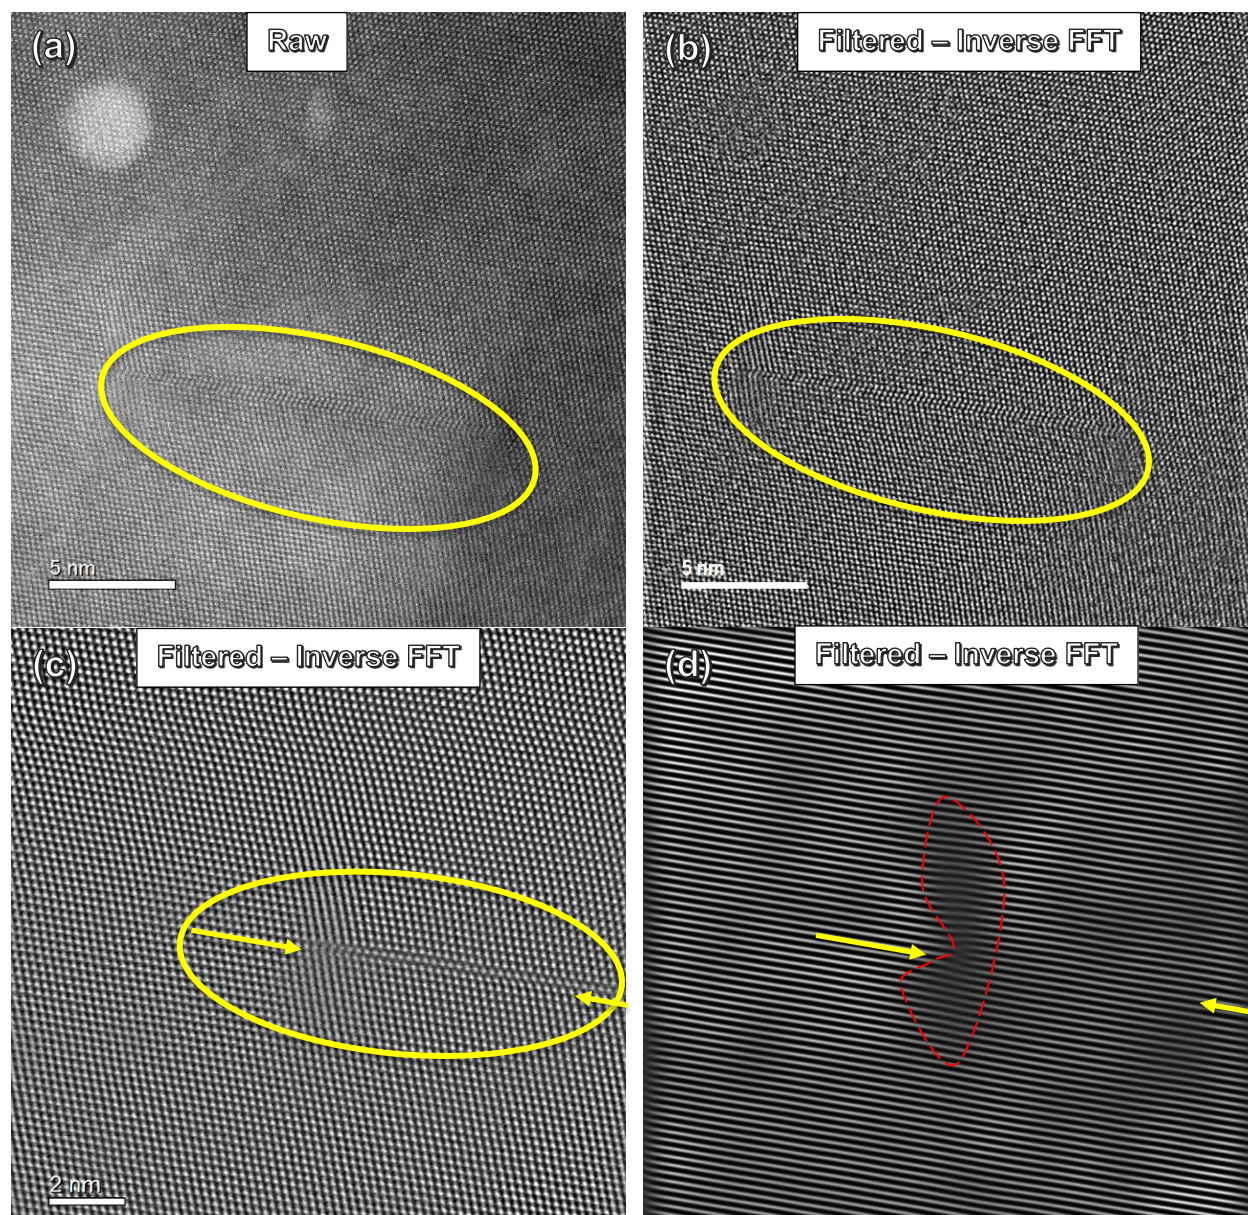 (a)
Raw
5 nm
(b)
Filtered – Inverse FFT
5 nm
(c)
Filtered – Inverse FFT
2 nm
(d)
Filtered – Inverse FFT